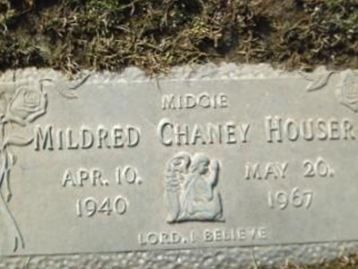 MIDGIE
MILDRED CHANEY HOUSER
APR. 10. MAY 20.
1940 1967
LORD, I BELIEVE